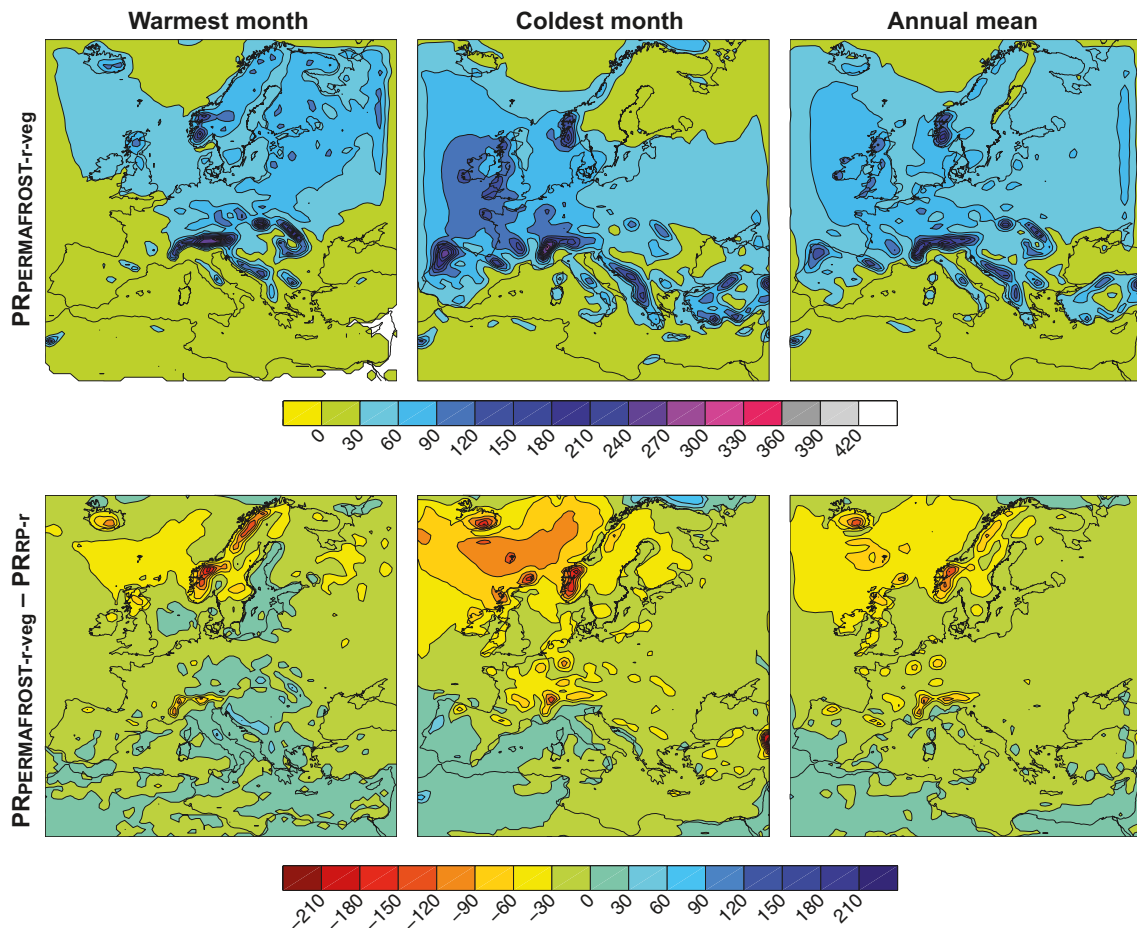 Warmest month Coldest month Annual mean
PRPERMAFROST-r-veg
0 30 60 90 120 150 180 210 240 270 300 330 360 390 420
PRPERMAFROST-r-veg – PRRP-r
–210 –180 –150 –120 –90 –60 –30 0 30 60 90 120 150 180 210